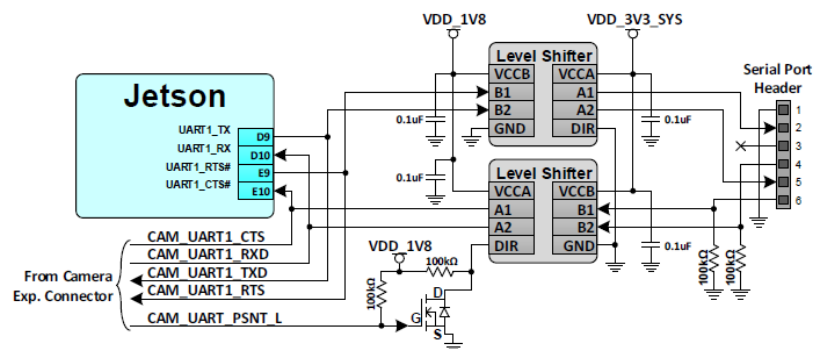 VDD_1V8
VDD_3V3_SYS
Level Shifter
VCCB VCCA
B1 A1
B2 A2
GND DIR
0.1uF
0.1uF
Serial Port
Header
1
2
3
4
5
6
Jetson
UART1_TX D9
UART1_RX D10
UART1_RTS# E9
UART1_CTS# E10
0.1uF
Level Shifter
VCCA VCCB
A1 B1
A2 B2
DIR GND
0.1uF
100kΩ
100kΩ
VDD_1V8
100kΩ
100kΩ
D
G
S
From Camera
Exp. Connector
CAM_UART1_CTS
CAM_UART1_RXD
CAM_UART1_TXD
CAM_UART1_RTS
CAM_UART_PSNT_L